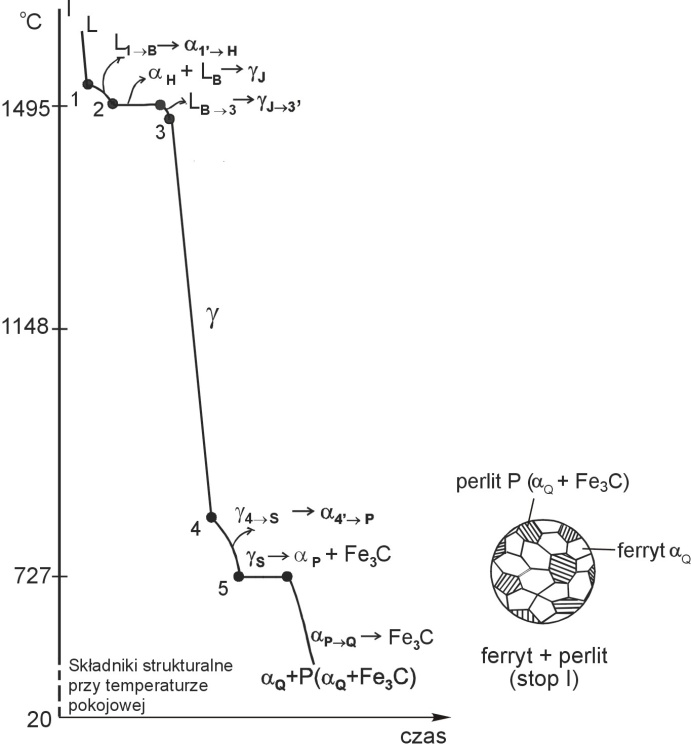 I
°C
L
L1→B → α1'→H
αH + LB → γJ
1
1495
2
LB→3 → γJ→3'
3
1148
γ
perlit P (αQ + Fe3C)
4
γ4→S → α4'→P
ferryt αQ
γS → αP + Fe3C
727
5
αP→Q → Fe3C
ferryt + perlit
(stop I)
Składniki strukturalne
przy temperaturze
pokojowej
αQ+P(αQ+Fe3C)
20
czas